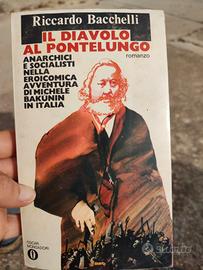 Riccardo Bacchelli
IL DIAVOLO
AL PONTELUNGO
romanzo
ANARCHICI
E SOCIALISTI
NELLA
EROICOMICA
AVVENTURA
DI MICHELE
BAKUNIN
IN ITALIA
OSCAR
MONDADORI
SUBITO